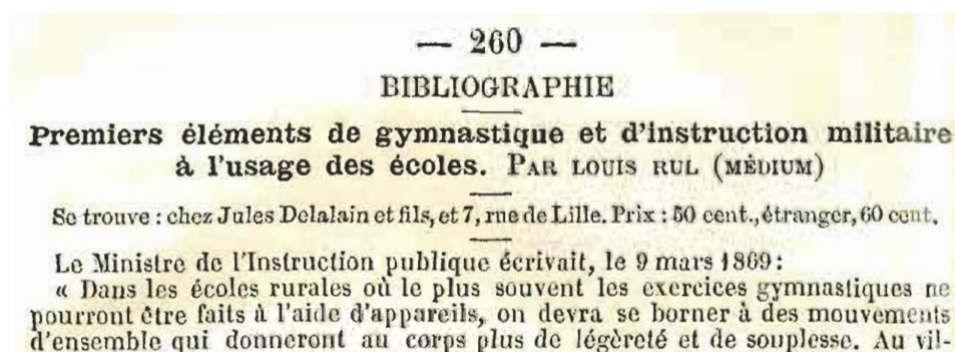 — 260 —
BIBLIOGRAPHIE
Premiers éléments de gymnastique et d'instruction militaire
à l'usage des écoles. PAR LOUIS RUL (MÉDIUM)
Se trouve : chez Jules Delalain et fils, et 7, rue de Lille. Prix : 50 cent., étranger, 60 cent.
Le Ministre de l'Instruction publique écrivait, le 9 mars 1869 :
« Dans les écoles rurales où le plus souvent les exercices gymnastiques ne
pourront être faits à l'aide d'appareils, on devra se borner à des mouvements
d'ensemble qui donneront au corps plus de légèreté et de souplesse. Au vil-